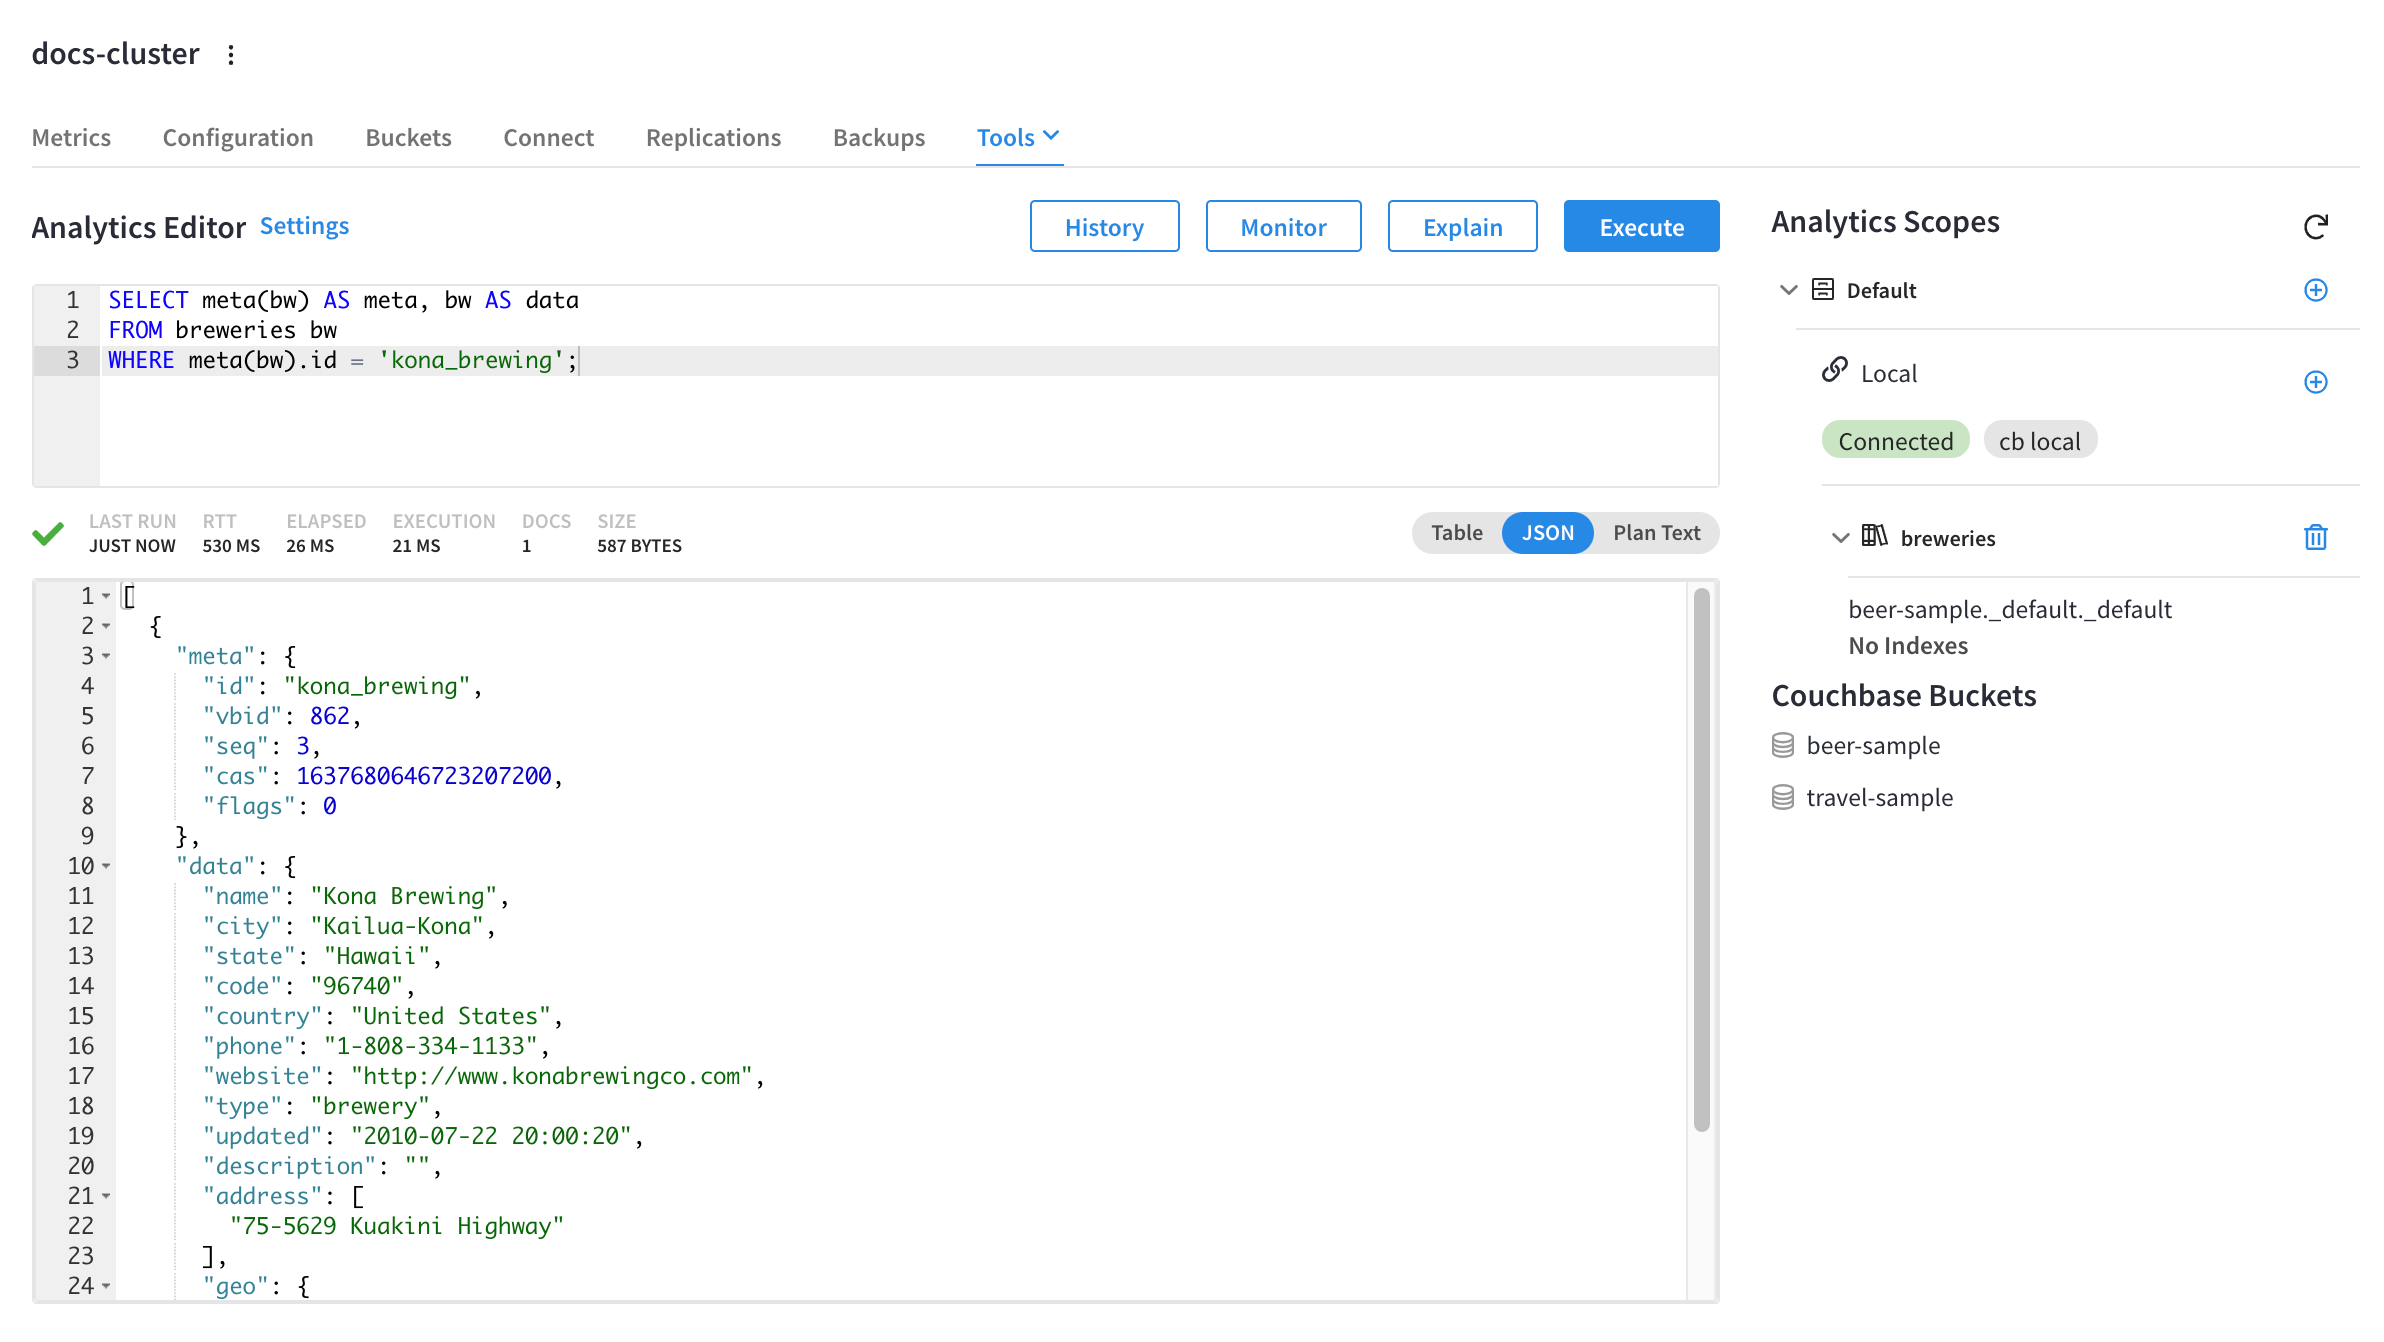 docs-cluster
Metrics Configuration Buckets Connect Replications Backups Tools
Analytics Editor Settings History Monitor Explain Execute
1 SELECT meta(bw) AS meta, bw AS data
2 FROM breweries bw
3 WHERE meta(bw).id = 'kona_brewing';
LAST RUN RTT ELAPSED EXECUTION DOCS SIZE
JUST NOW 530 MS 26 MS 21 MS 1 587 BYTES
Table JSON Plan Text
1 [
2 {
3 "meta": {
4 "id": "kona_brewing",
5 "vbid": 862,
6 "seq": 3,
7 "cas": 1637680646723207200,
8 "flags": 0
9 },
10 "data": {
11 "name": "Kona Brewing",
12 "city": "Kailua-Kona",
13 "state": "Hawaii",
14 "code": "96740",
15 "country": "United States",
16 "phone": "1-808-334-1133",
17 "website": "http://www.konabrewingco.com",
18 "type": "brewery",
19 "updated": "2010-07-22 20:00:20",
20 "description": "",
21 "address": [
22 "75-5629 Kuakini Highway"
23 ],
24 "geo": {
Analytics Scopes
Default
Local
Connected cb local
breweries
beer-sample._default._default
No Indexes
Couchbase Buckets
beer-sample
travel-sample